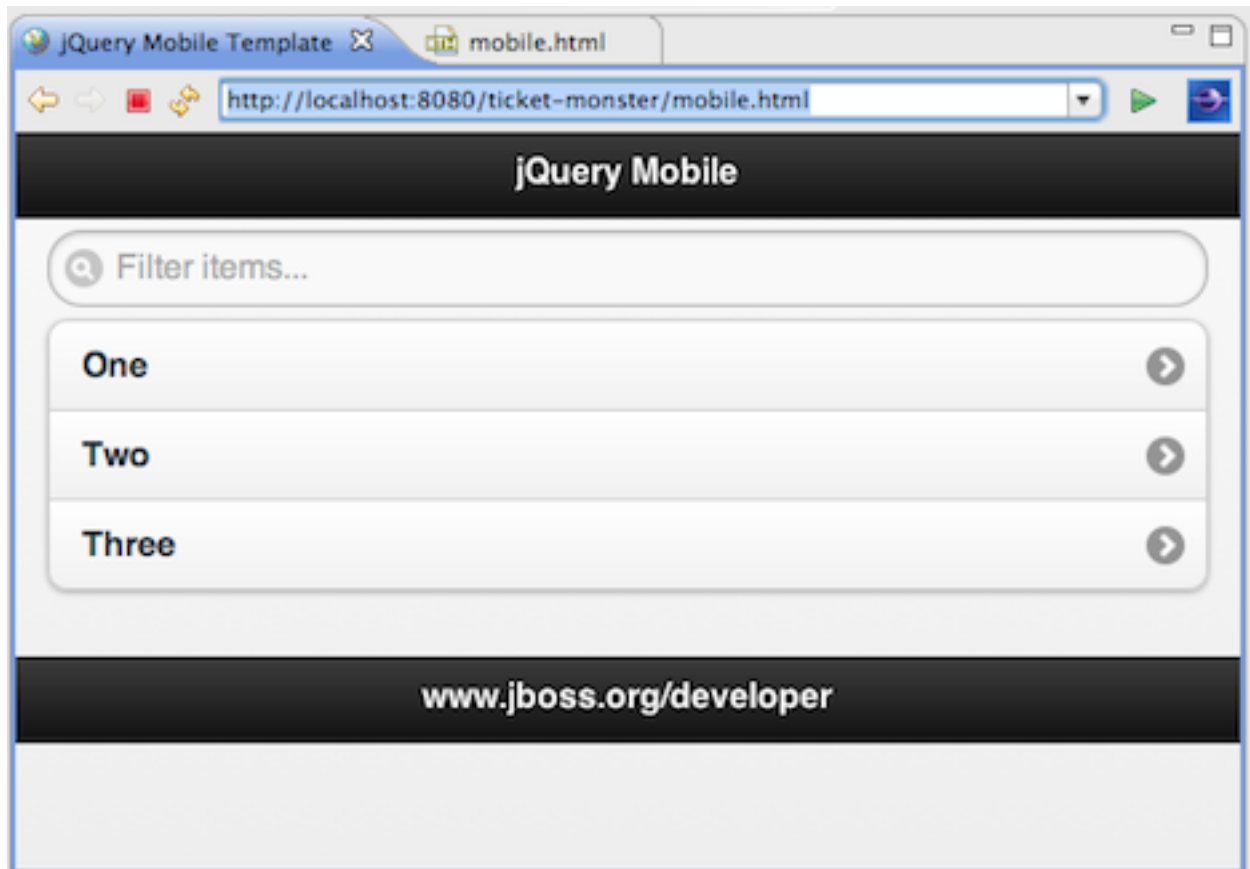 jQuery Mobile Template
mobile.html
http://localhost:8080/ticket-monster/mobile.html
jQuery Mobile
Filter items...
One
Two
Three
www.jboss.org/developer